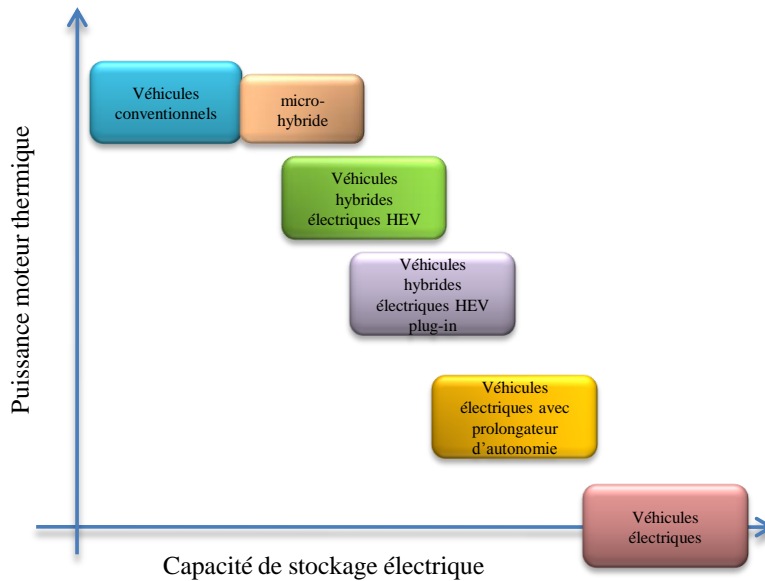 Véhicules
conventionnels
micro-
hybride
Véhicules
hybrides
électriques HEV
Véhicules
hybrides
électriques HEV
plug-in
Véhicules
électriques avec
prolongateur
d’autonomie
Véhicules
électriques
Puissance moteur thermique
Capacité de stockage électrique